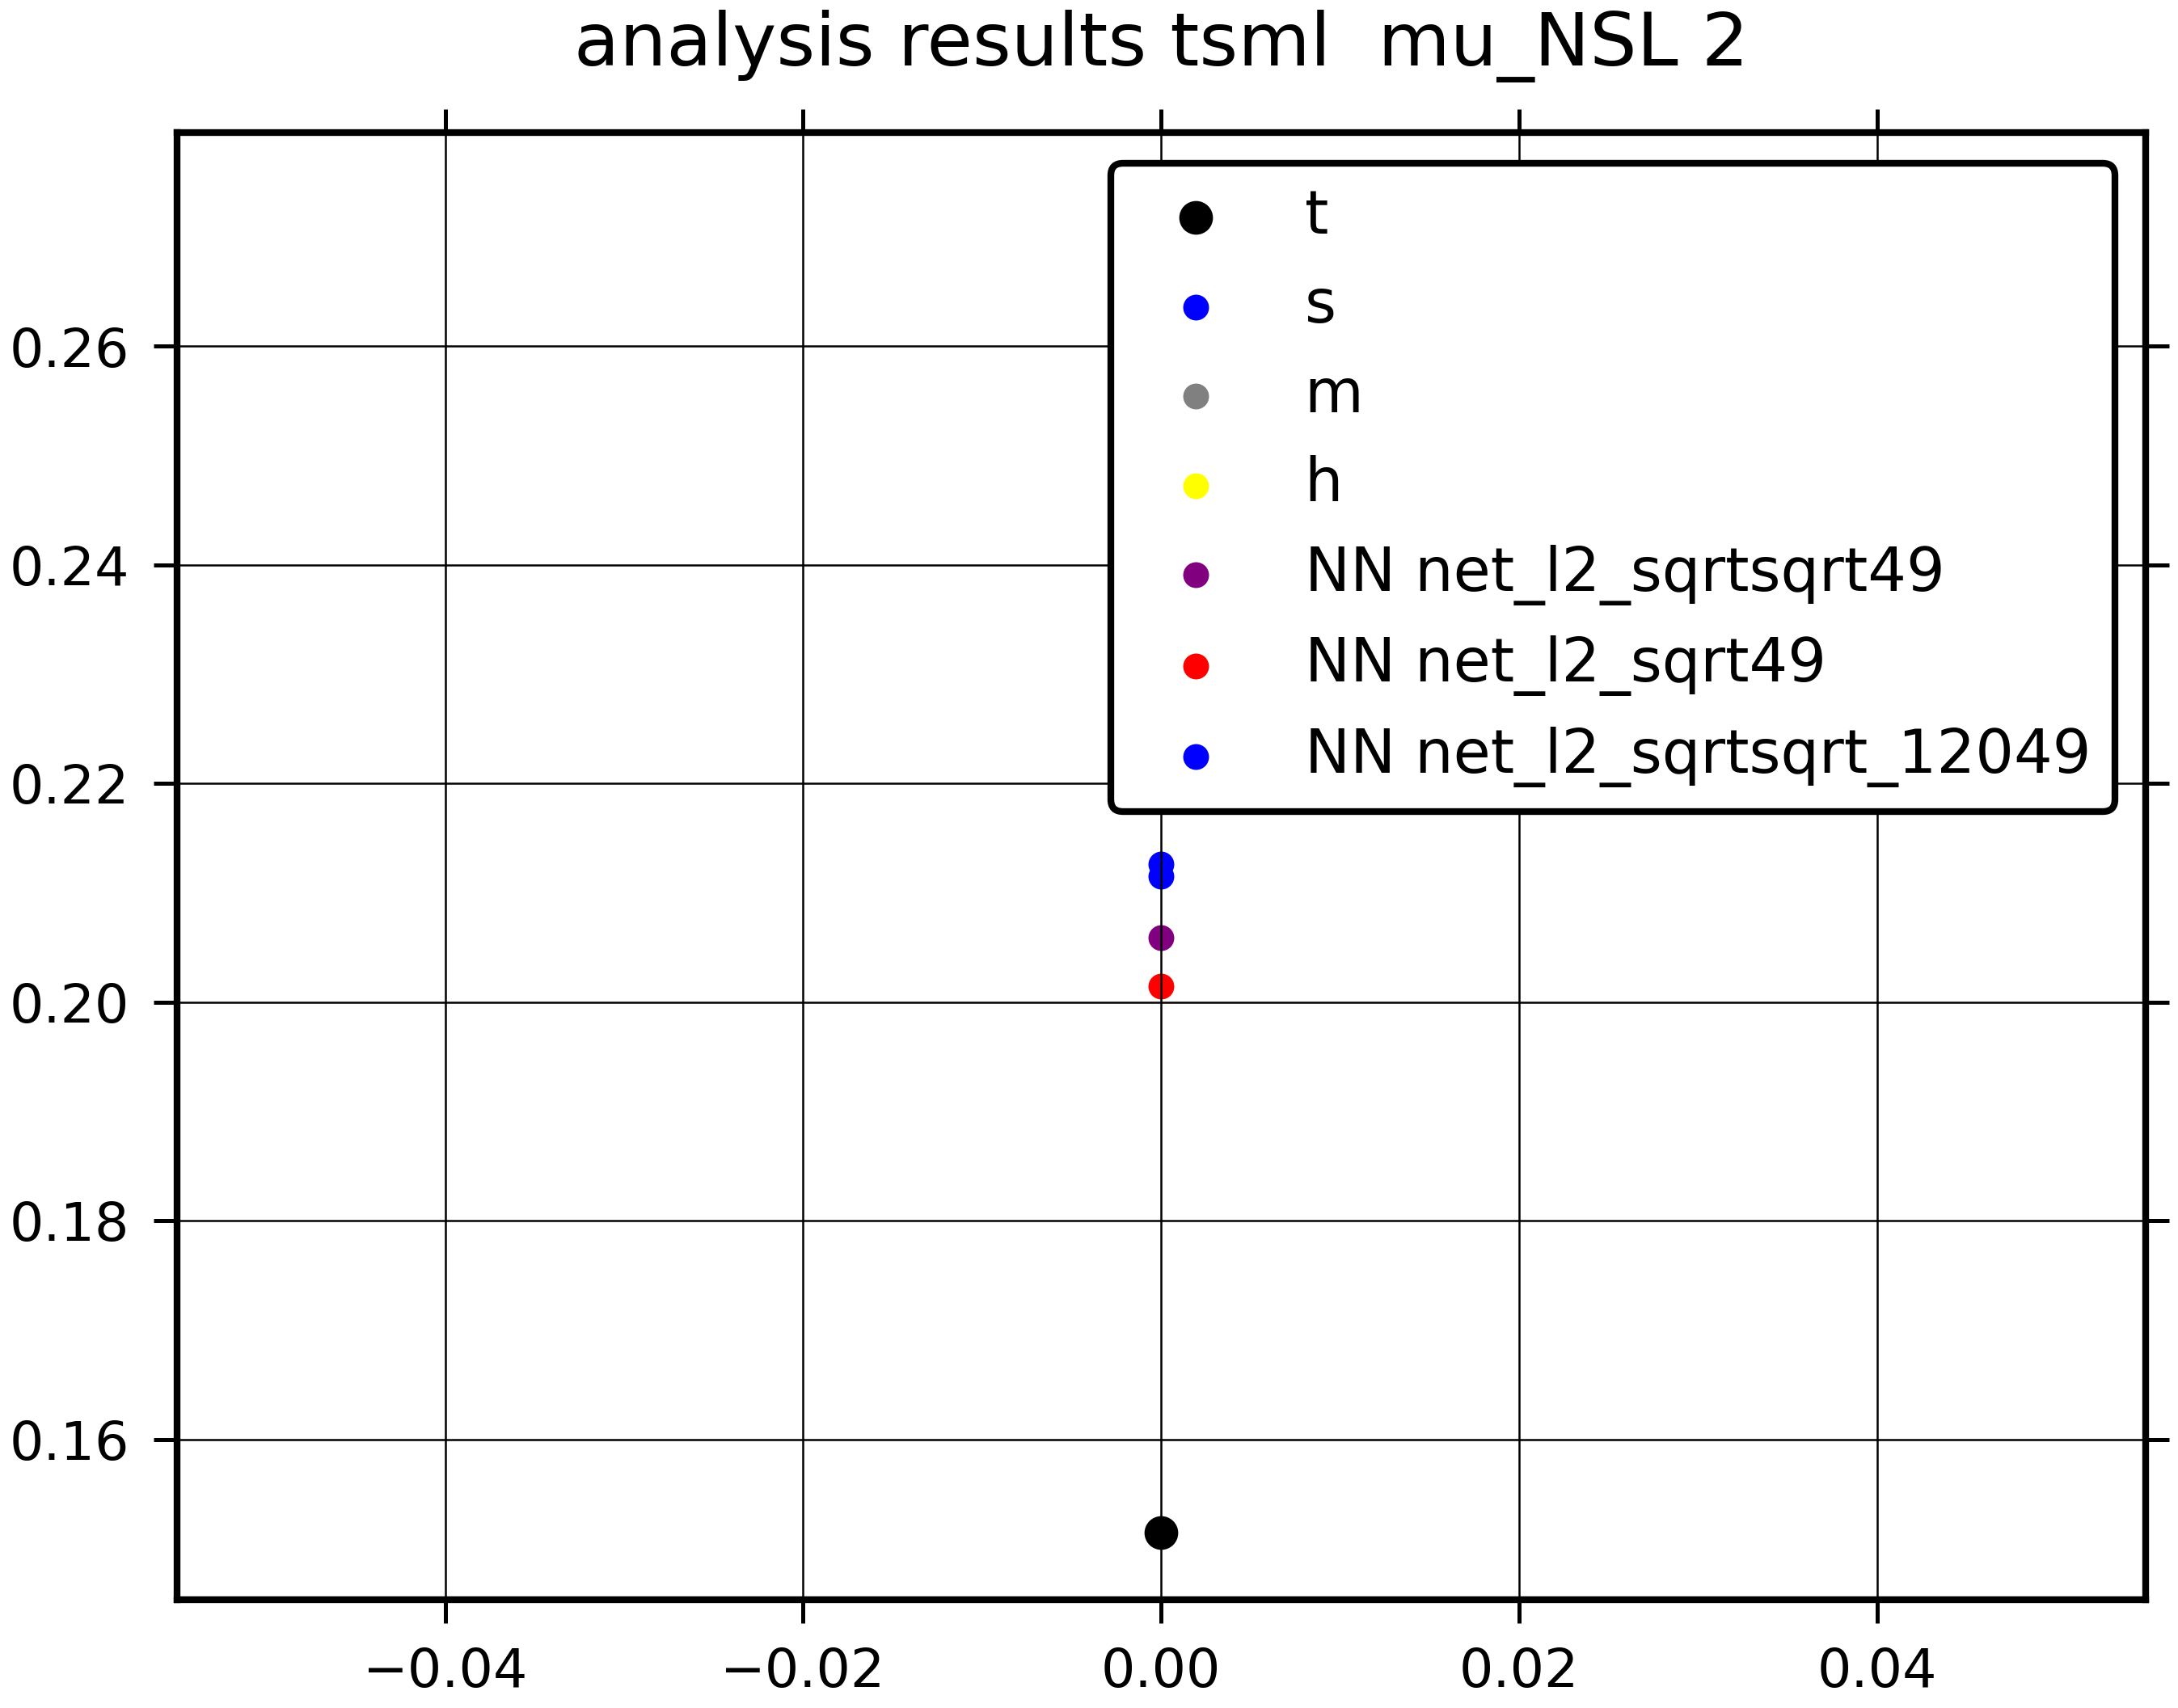 analysis results tsml  mu_NSL 2
t
s
m
h
NN net_l2_sqrtsqrt49
NN net_l2_sqrt49
NN net_l2_sqrtsqrt_12049
0.26
0.24
0.22
0.20
0.18
0.16
−0.04
−0.02
0.00
0.02
0.04